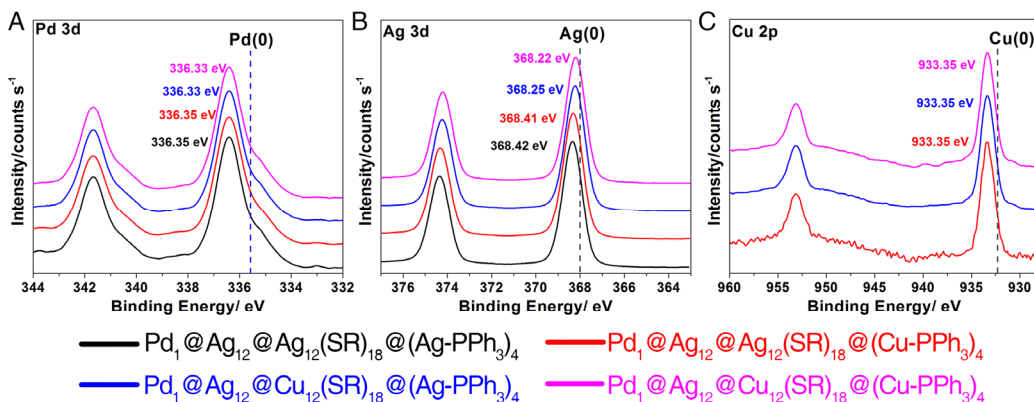 A
Pd 3d
Pd(0)
336.33 eV
336.33 eV
336.35 eV
336.35 eV
Intensity/counts s⁻¹
344 342 340 338 336 334 332
Binding Energy/ eV
B
Ag 3d
Ag(0)
368.22 eV
368.25 eV
368.41 eV
368.42 eV
Intensity/counts s⁻¹
376 374 372 370 368 366 364
Binding Energy/ eV
C
Cu 2p
Cu(0)
933.35 eV
933.35 eV
933.35 eV
Intensity/counts s⁻¹
960 955 950 945 940 935 930
Binding Energy/ eV
Pd₁@Ag₁₂@Ag₁₂(SR)₁₈@(Ag-PPh₃)₄
Pd₁@Ag₁₂@Ag₁₂(SR)₁₈@(Cu-PPh₃)₄
Pd₁@Ag₁₂@Cu₁₂(SR)₁₈@(Ag-PPh₃)₄
Pd₁@Ag₁₂@Cu₁₂(SR)₁₈@(Cu-PPh₃)₄